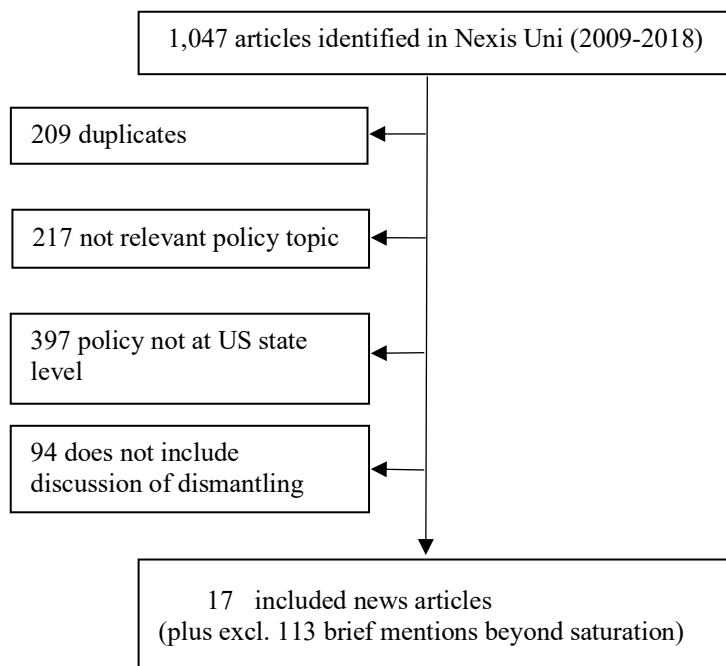 1,047 articles identified in Nexis Uni (2009-2018)
209 duplicates
217 not relevant policy topic
397 policy not at US state
level
94 does not include
discussion of dismantling
17 included news articles
(plus excl. 113 brief mentions beyond saturation)